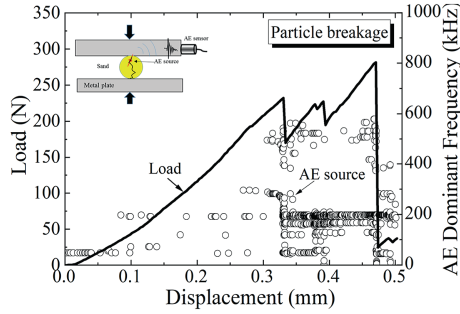 350
300
250
200
150
100
50
0
Load (N)
1000
800
600
400
200
0
AE Dominant Frequency (kHz)
Particle breakage
AE sensor
Sand
AE source
Metal plate
Load
AE source
0.0 0.1 0.2 0.3 0.4 0.5
Displacement (mm)